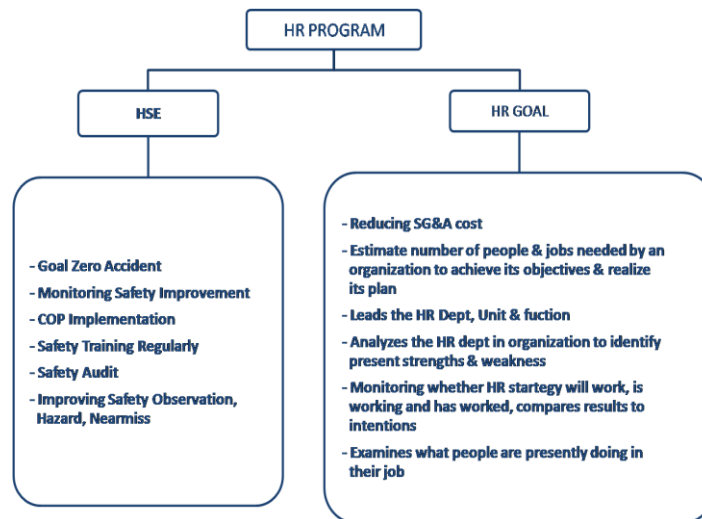 HR PROGRAM
HSE
HR GOAL
- Goal Zero Accident
- Monitoring Safety Improvement
- COP Implementation
- Safety Training Regularly
- Safety Audit
- Improving Safety Observation,
Hazard, Nearmiss
- Reducing SG&A cost
- Estimate number of people & jobs needed by an
organization to achieve its objectives & realize
its plan
- Leads the HR Dept, Unit & fuction
- Analyzes the HR dept in organization to identify
present strengths & weakness
- Monitoring whether HR startegy will work, is
working and has worked, compares results to
intentions
- Examines what people are presently doing in
their job